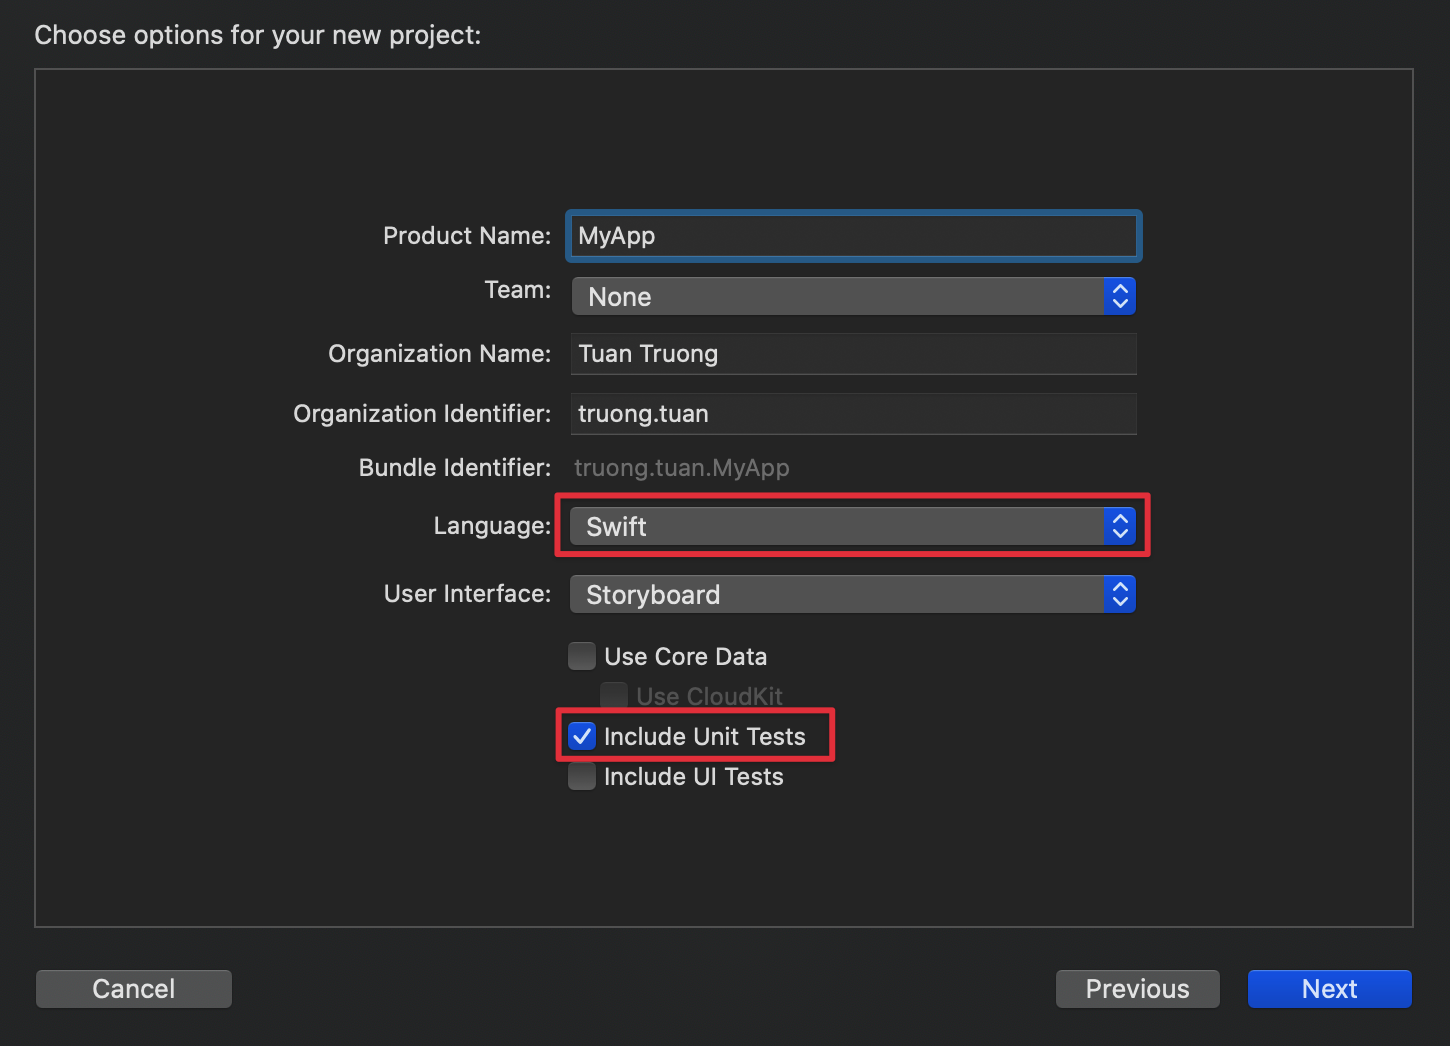 Choose options for your new project:
Product Name: MyApp
Team: None
Organization Name: Tuan Truong
Organization Identifier: truong.tuan
Bundle Identifier: truong.tuan.MyApp
Language: Swift
User Interface: Storyboard
Use Core Data
Use CloudKit
Include Unit Tests
Include UI Tests
Cancel Previous Next